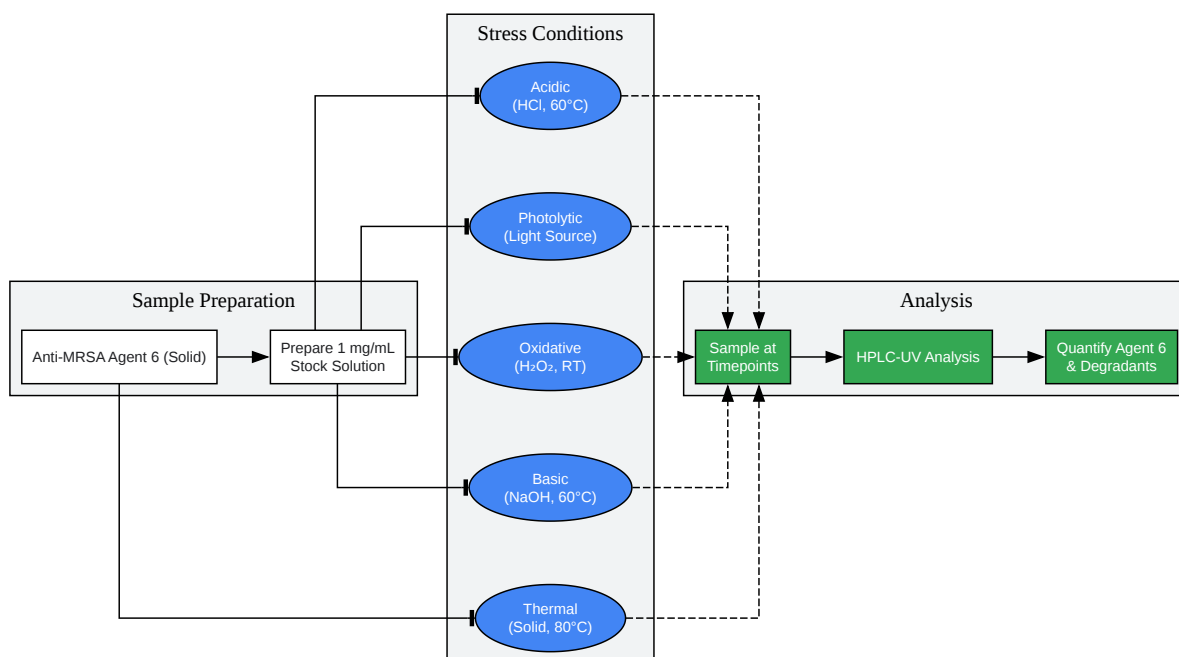 Stress Conditions
Acidic
(HCl, 60°C)
Photolytic
(Light Source)
Sample Preparation
Analysis
Anti-MRSA Agent 6 (Solid)
Prepare 1 mg/mL
Stock Solution
Oxidative
(H₂O₂, RT)
Sample at
Timepoints
HPLC-UV Analysis
Quantify Agent 6
& Degradants
Basic
(NaOH, 60°C)
Thermal
(Solid, 80°C)